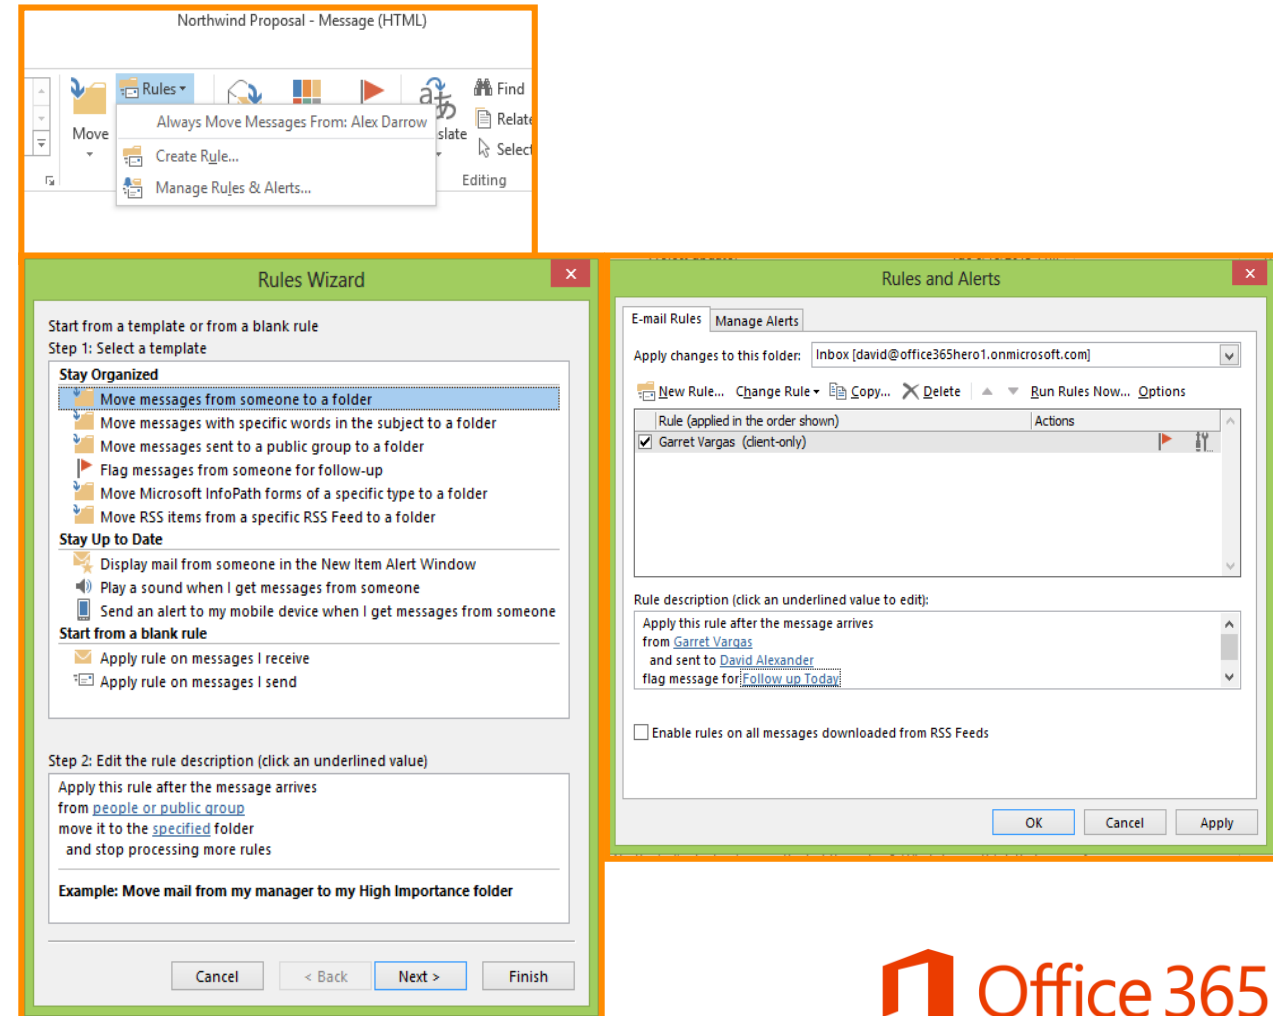 Northwind Proposal - Message (HTML)
Rules
Find
Always Move Messages From: Alex Darrow
Move
slate
Create Rule...
Select
Manage Rules & Alerts...
Editing
Rules Wizard
Start from a template or from a blank rule
Step 1: Select a template
Stay Organized
Move messages from someone to a folder
Move messages with specific words in the subject to a folder
Move messages sent to a public group to a folder
Flag messages from someone for follow-up
Move Microsoft InfoPath forms of a specific type to a folder
Move RSS items from a specific RSS Feed to a folder
Stay Up to Date
Display mail from someone in the New Item Alert Window
Play a sound when I get messages from someone
Send an alert to my mobile device when I get messages from someone
Start from a blank rule
Apply rule on messages I receive
Apply rule on messages I send
Step 2: Edit the rule description (click an underlined value)
Apply this rule after the message arrives
from people or public group
move it to the specified folder
and stop processing more rules
Example: Move mail from my manager to my High Importance folder
Cancel < Back Next > Finish
Rules and Alerts
E-mail Rules Manage Alerts
Apply changes to this folder: Inbox [david@office365hero1.onmicrosoft.com]
New Rule... Change Rule Copy... Delete Run Rules Now... Options
Rule (applied in the order shown) Actions
Garret Vargas (client-only)
Rule description (click an underlined value to edit):
Apply this rule after the message arrives
from Garret Vargas
and sent to David Alexander
flag message for Follow up Today
Enable rules on all messages downloaded from RSS Feeds
OK Cancel Apply
Office 365